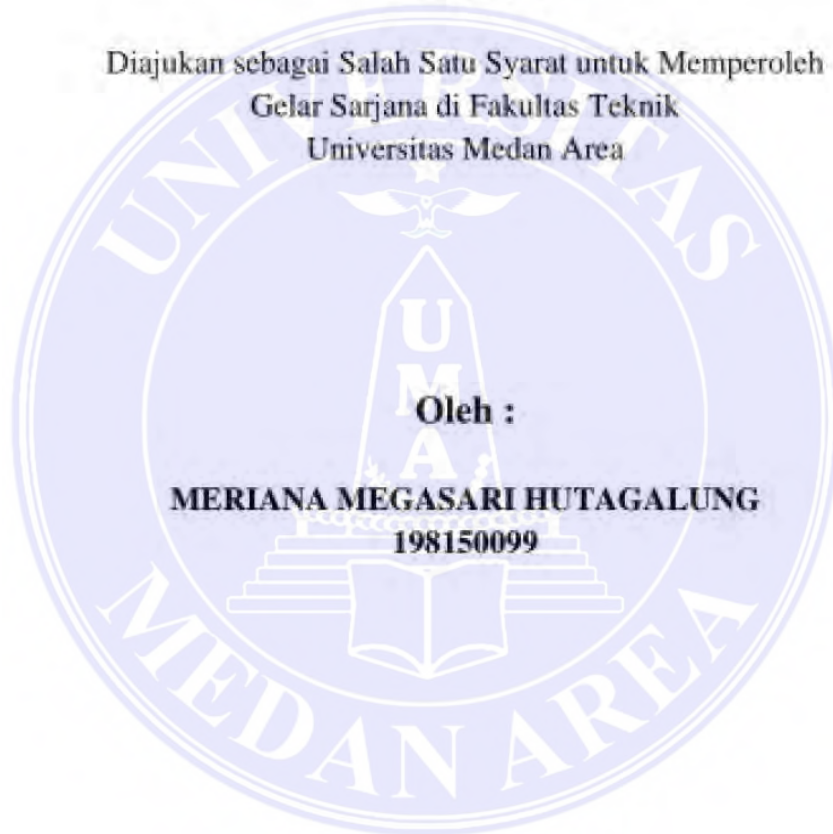 Diajukan sebagai Salah Satu Syarat untuk Memperoleh
Gelar Sarjana di Fakultas Teknik
Universitas Medan Area
UNIVERSITAS
UMA
Oleh :
MERIANA MEGASARI HUTAGALUNG
198150099
MEDAN AREA